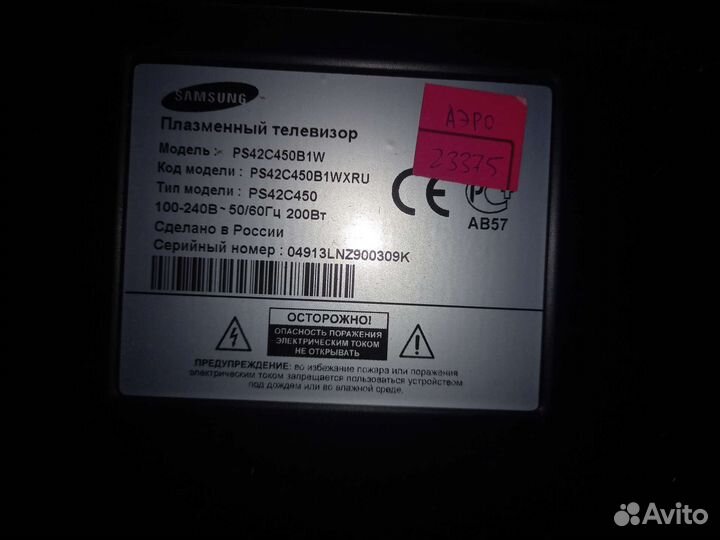 SAMSUNG
Плазменный телевизор
Модель : PS42C450B1W
Код модели : PS42C450B1WXRU
Тип модели : PS42C450
100-240В ~ 50/60Гц 200Вт
Сделано в России
Серийный номер : 04913LNZ900309K
АЭРО
23375
CE
РС
АВ57
ОСТОРОЖНО!
ОПАСНОСТЬ ПОРАЖЕНИЯ
ЭЛЕКТРИЧЕСКИМ ТОКОМ
НЕ ОТКРЫВАТЬ
ПРЕДУПРЕЖДЕНИЕ: во избежание пожара или поражения
электрическим током запрещается пользоваться устройством
под дождем или во влажной среде.
Avito